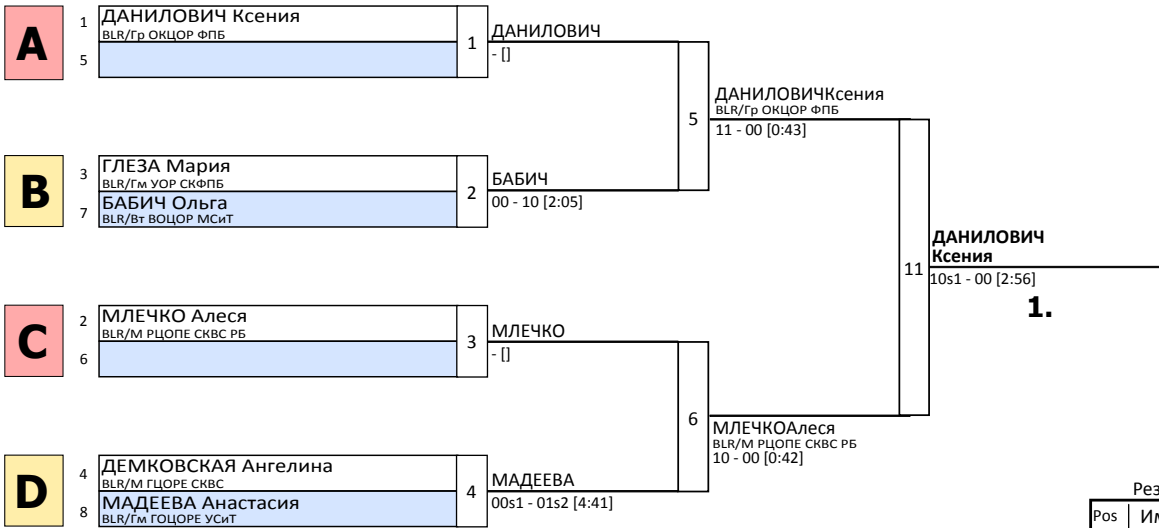 A
1 ДАНИЛОВИЧ Ксения
BLR/Гр ОКЦОР ФПБ
5
1 ДАНИЛОВИЧ
- []
B
3 ГЛЕЗА Мария
BLR/Гм УОР СКФПБ
7 БАБИЧ Ольга
BLR/Вт ВОЦОР МСиТ
2 БАБИЧ
00 - 10 [2:05]
5 ДАНИЛОВИЧКсения
BLR/Гр ОКЦОР ФПБ
11 - 00 [0:43]
C
2 МЛЕЧКО Алеся
BLR/М РЦОПЕ СКВС РБ
6
3 МЛЕЧКО
- []
D
4 ДЕМКОВСКАЯ Ангелина
BLR/М ГЦОРЕ СКВС
8 МАДЕЕВА Анастасия
BLR/Гм ГОЦОРЕ УСиТ
4 МАДЕЕВА
00s1 - 01s2 [4:41]
6 МЛЕЧКОАлеся
BLR/М РЦОПЕ СКВС РБ
10 - 00 [0:42]
11 ДАНИЛОВИЧ
Ксения
10s1 - 00 [2:56]
1.
Рез
Pos Им